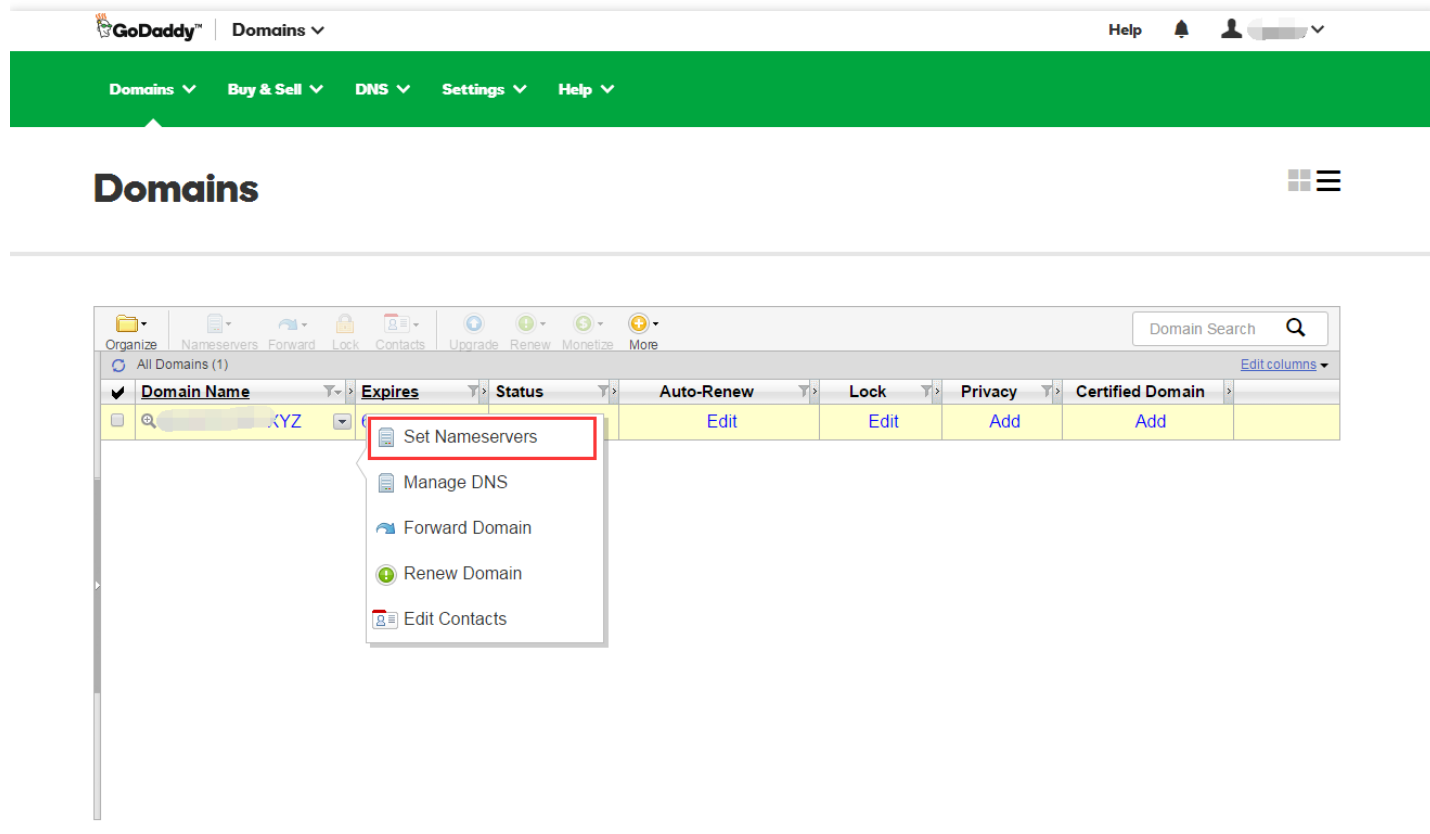 GoDaddy™ Domains
Help
Domains Buy & Sell DNS Settings Help
Domains
Organize Nameservers Forward Lock Contacts Upgrade Renew Monetize More
Domain Search
All Domains (1)
Edit columns
Domain Name Expires Status Auto-Renew Lock Privacy Certified Domain
Edit Edit Add Add
Set Nameservers
Manage DNS
Forward Domain
Renew Domain
Edit Contacts